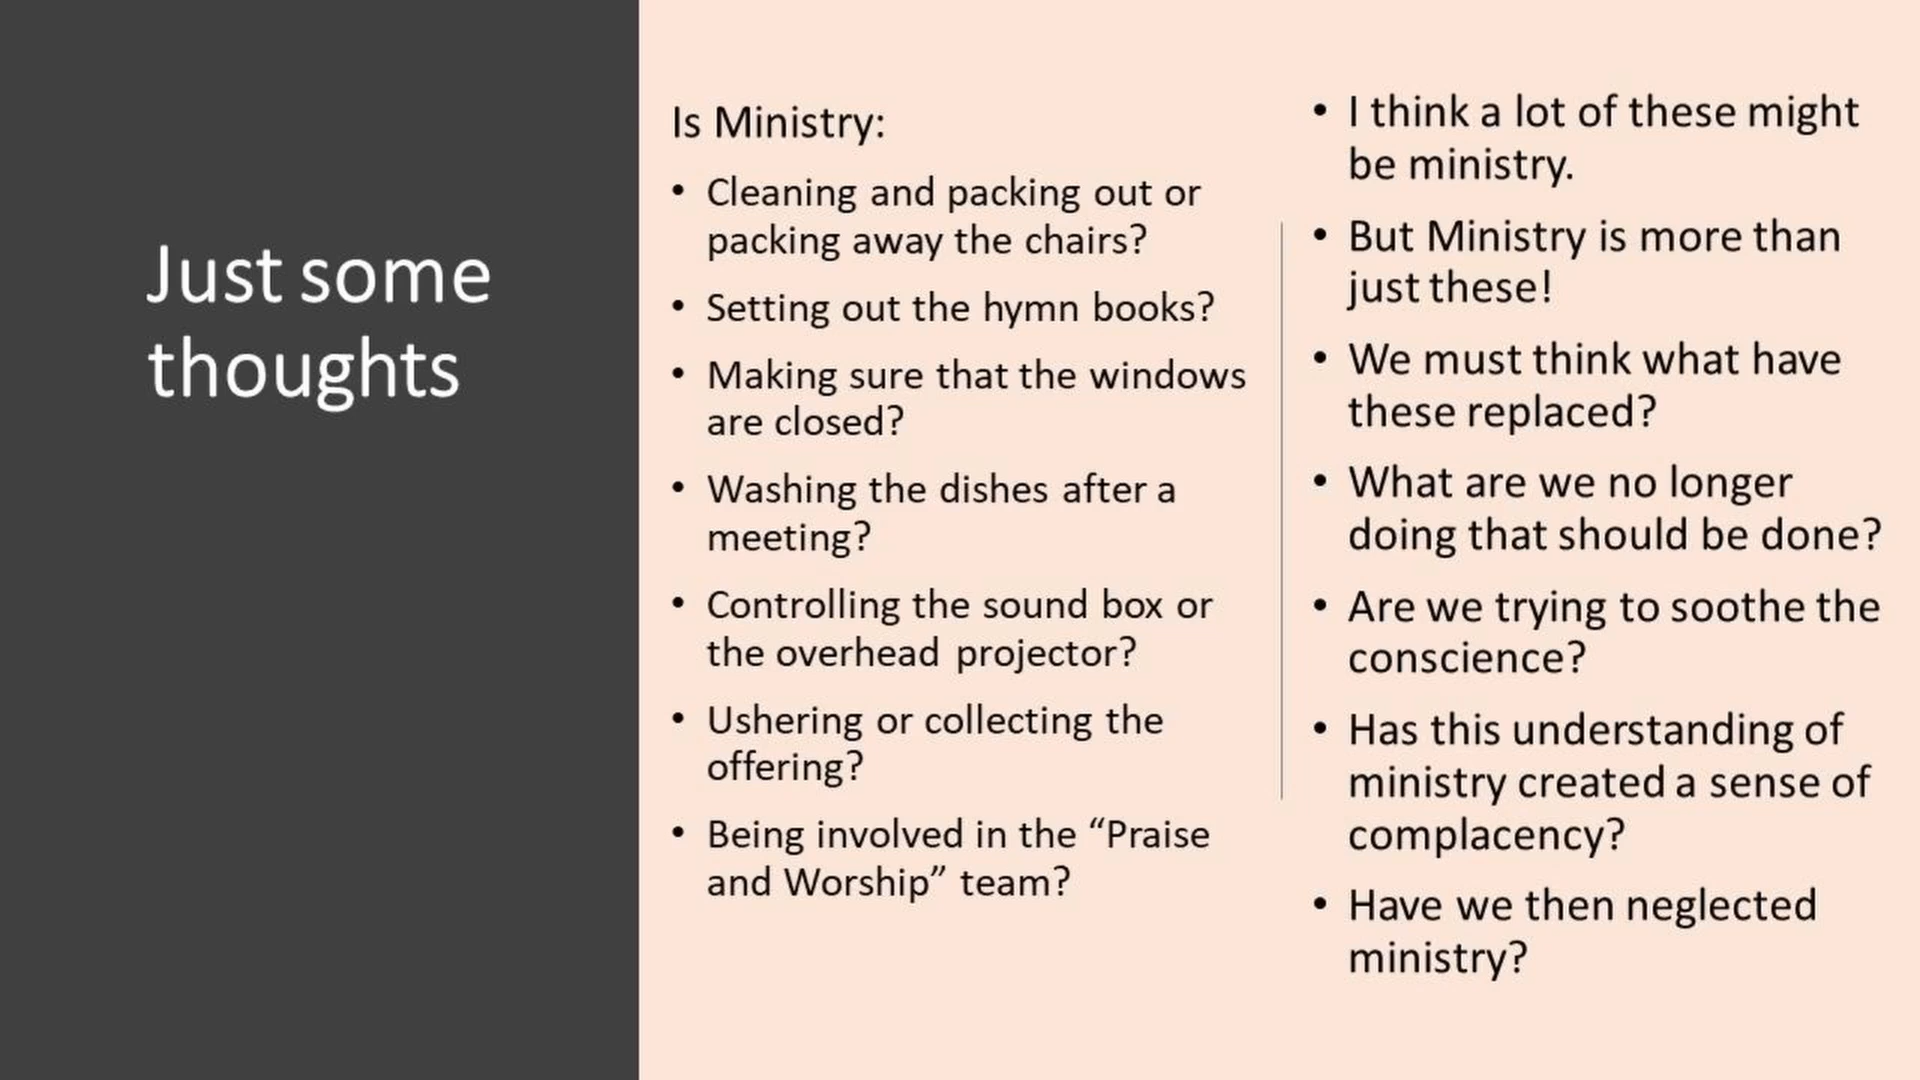 Just some
thoughts
Is Ministry:
• Cleaning and packing out or
packing away the chairs?
• Setting out the hymn books?
• Making sure that the windows
are closed?
• Washing the dishes after a
meeting?
• Controlling the sound box or
the overhead projector?
• Ushering or collecting the
offering?
• Being involved in the “Praise
and Worship” team?
• I think a lot of these might
be ministry.
• But Ministry is more than
just these!
• We must think what have
these replaced?
• What are we no longer
doing that should be done?
• Are we trying to soothe the
conscience?
• Has this understanding of
ministry created a sense of
complacency?
• Have we then neglected
ministry?